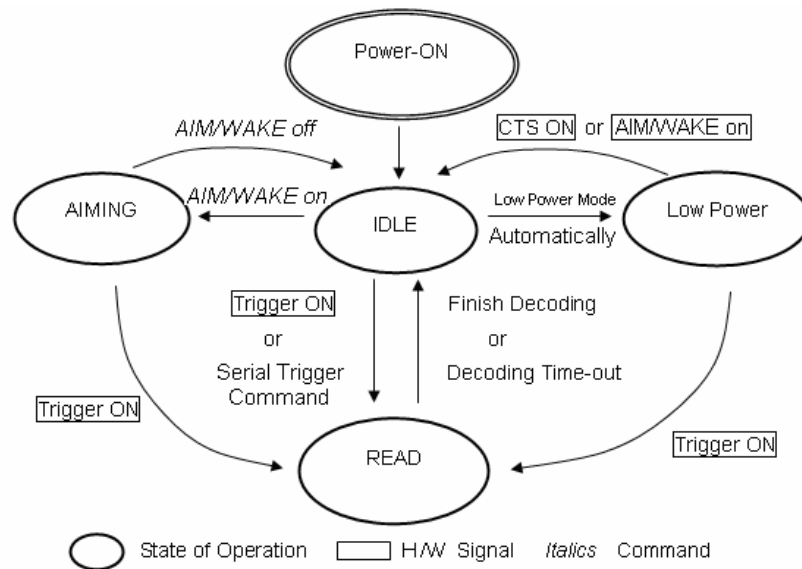 Power-ON
AIM/WAKE off
CTS ON or AIM/WAKE on
AIMING
AIM/WAKE on
IDLE
Low Power Mode
Automatically
Low Power
Trigger ON
or
Serial Trigger
Command
Finish Decoding
or
Decoding Time-out
Trigger ON
Trigger ON
READ
State of Operation H/W Signal Italics Command